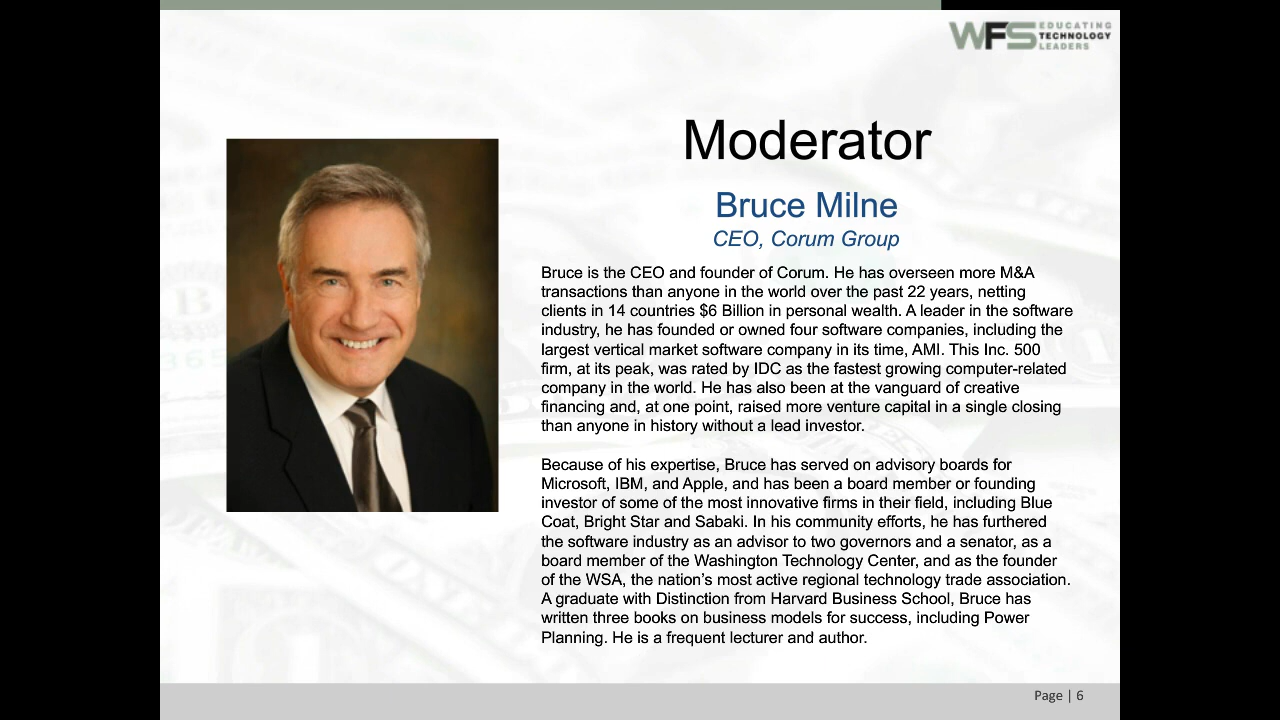 WFS EDUCATING
TECHNOLOGY
LEADERS
Moderator
Bruce Milne
CEO, Corum Group
Bruce is the CEO and founder of Corum. He has overseen more M&A
transactions than anyone in the world over the past 22 years, netting
clients in 14 countries $6 Billion in personal wealth. A leader in the software
industry, he has founded or owned four software companies, including the
largest vertical market software company in its time, AMI. This Inc. 500
firm, at its peak, was rated by IDC as the fastest growing computer-related
company in the world. He has also been at the vanguard of creative
financing and, at one point, raised more venture capital in a single closing
than anyone in history without a lead investor.
Because of his expertise, Bruce has served on advisory boards for
Microsoft, IBM, and Apple, and has been a board member or founding
investor of some of the most innovative firms in their field, including Blue
Coat, Bright Star and Sabaki. In his community efforts, he has furthered
the software industry as an advisor to two governors and a senator, as a
board member of the Washington Technology Center, and as the founder
of the WSA, the nation’s most active regional technology trade association.
A graduate with Distinction from Harvard Business School, Bruce has
written three books on business models for success, including Power
Planning. He is a frequent lecturer and author.
Page | 6